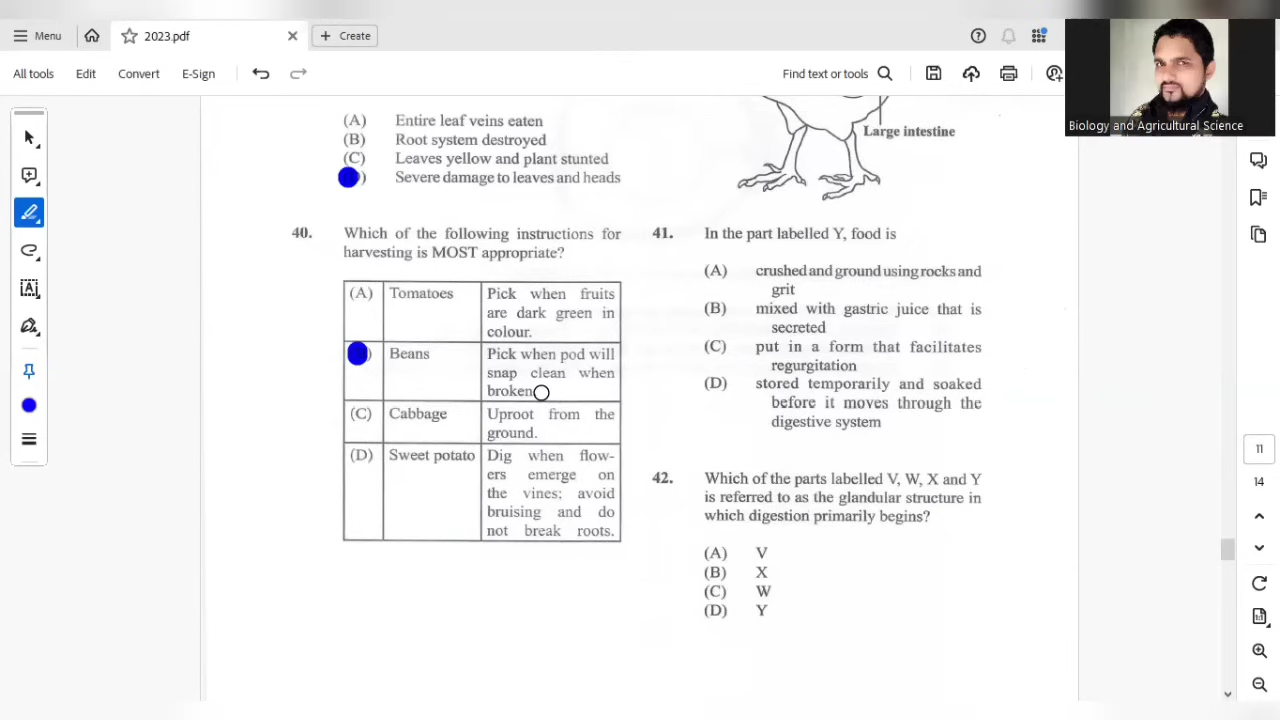 Menu
2023.pdf
Create
All tools
Edit
Convert
E-Sign
Find text or tools
Biology and Agricultural Science
(A) Entire leaf veins eaten
(B) Root system destroyed
(C) Leaves yellow and plant stunted
) Severe damage to leaves and heads
40. Which of the following instructions for
harvesting is MOST appropriate?
(A) Tomatoes Pick when fruits
are dark green in
colour.
) Beans Pick when pod will
snap clean when
broken
(C) Cabbage Uproot from the
ground.
(D) Sweet potato Dig when flow-
ers emerge on
the vines; avoid
bruising and do
not break roots.
Large intestine
41. In the part labelled Y, food is
(A) crushed and ground using rocks and
grit
(B) mixed with gastric juice that is
secreted
(C) put in a form that facilitates
regurgitation
(D) stored temporarily and soaked
before it moves through the
digestive system
42. Which of the parts labelled V, W, X and Y
is referred to as the glandular structure in
which digestion primarily begins?
(A) V
(B) X
(C) W
(D) Y
11
14